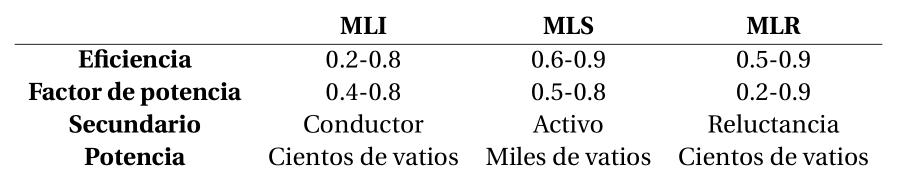 MLI MLS MLR
Eficiencia 0.2-0.8 0.6-0.9 0.5-0.9
Factor de potencia 0.4-0.8 0.5-0.8 0.2-0.9
Secundario Conductor Activo Reluctancia
Potencia Cientos de vatios Miles de vatios Cientos de vatios